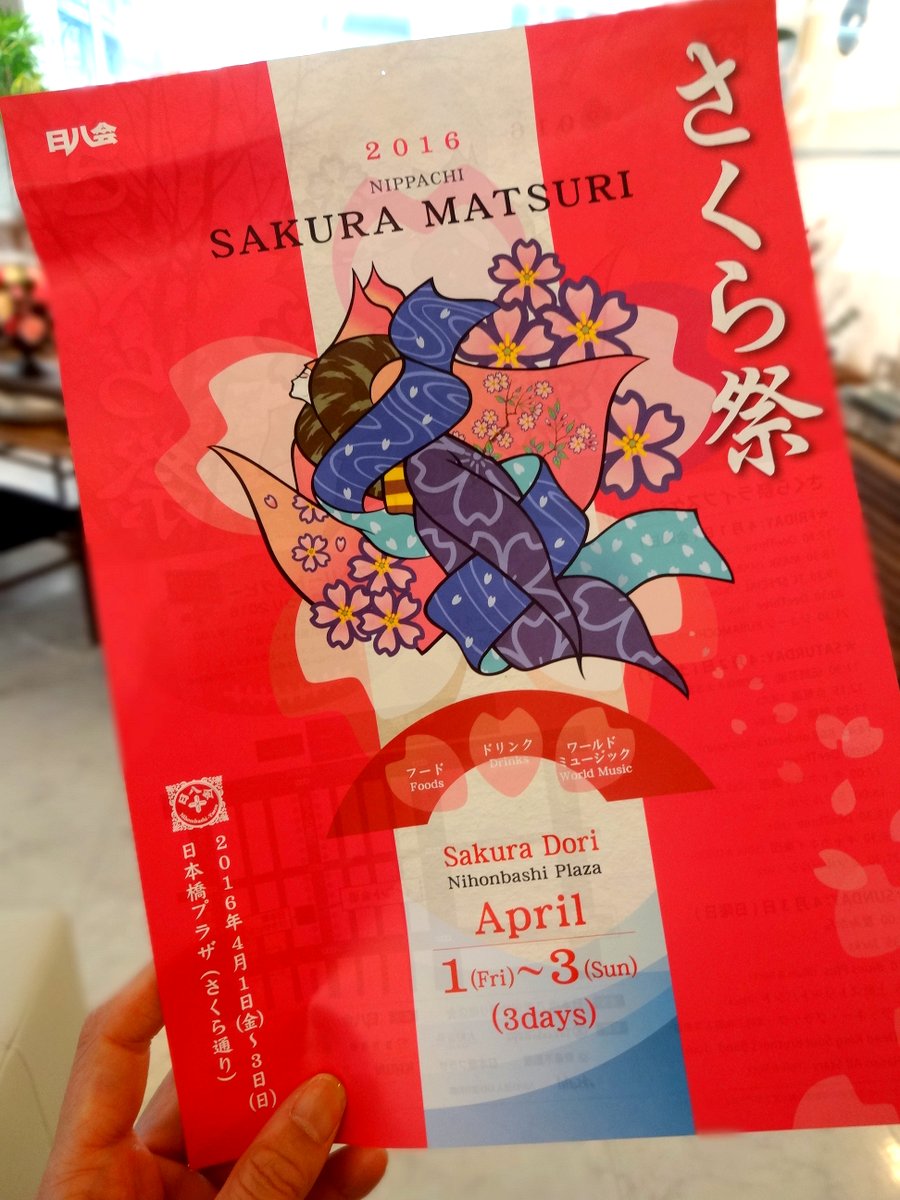 日八会
2016
NIPPACHI
SAKURA MATSURI
さくら祭
フード
Foods
ドリンク
Drinks
ワールド
ミュージック
World Music
Sakura Dori
Nihonbashi Plaza
April
1(Fri)~3(Sun)
(3days)
2016年4月1日(金)~3日(日)
日本橋プラザ(さくら通り)